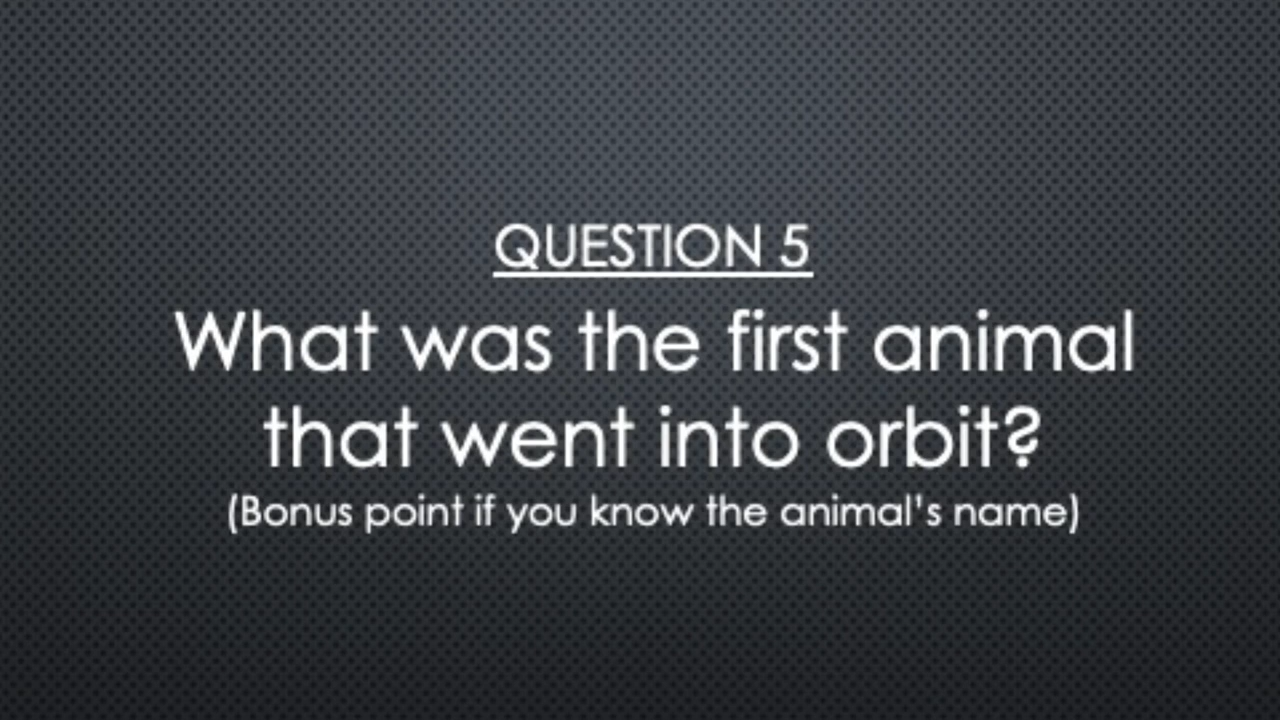 QUESTION 5
What was the first animal
that went into orbit?
(Bonus point if you know the animal's name)